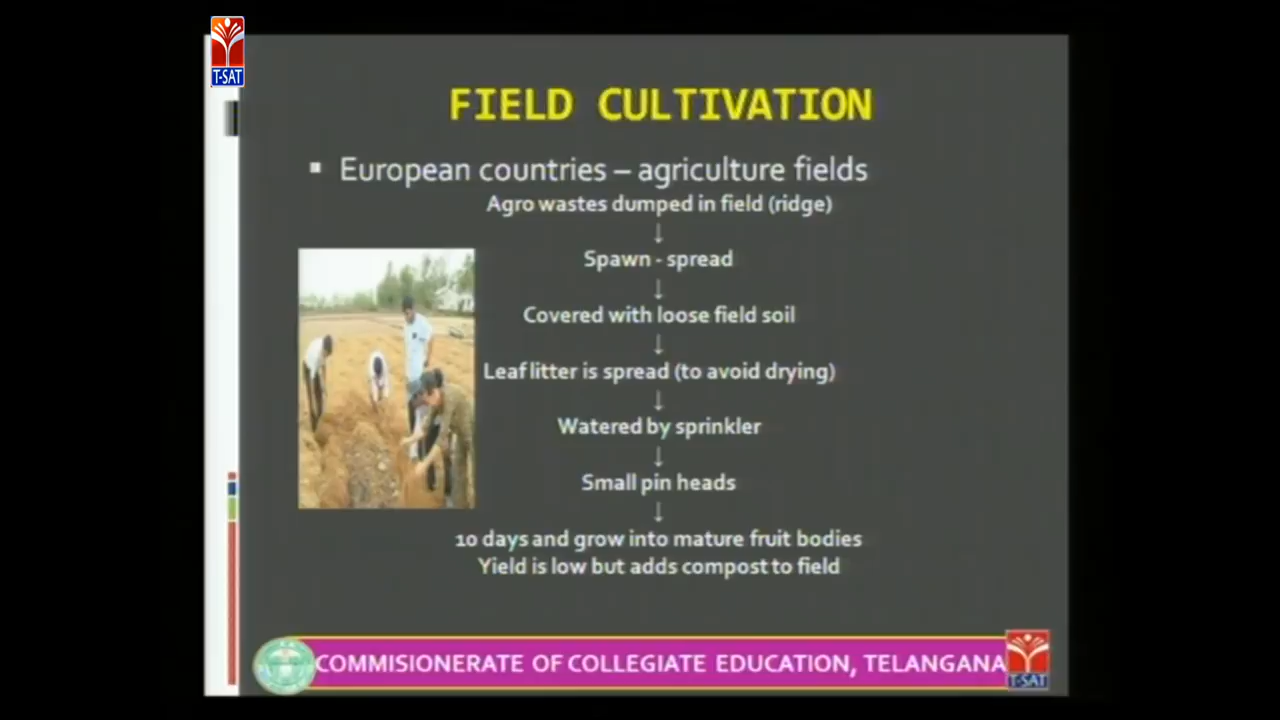 T-SAT
FIELD CULTIVATION
▪ European countries – agriculture fields
Agro wastes dumped in field (ridge)
↓
Spawn - spread
↓
Covered with loose field soil
↓
Leaf litter is spread (to avoid drying)
↓
Watered by sprinkler
↓
Small pin heads
↓
10 days and grow into mature fruit bodies
Yield is low but adds compost to field
COMMISIONERATE OF COLLEGIATE EDUCATION, TELANGANA
T-SAT